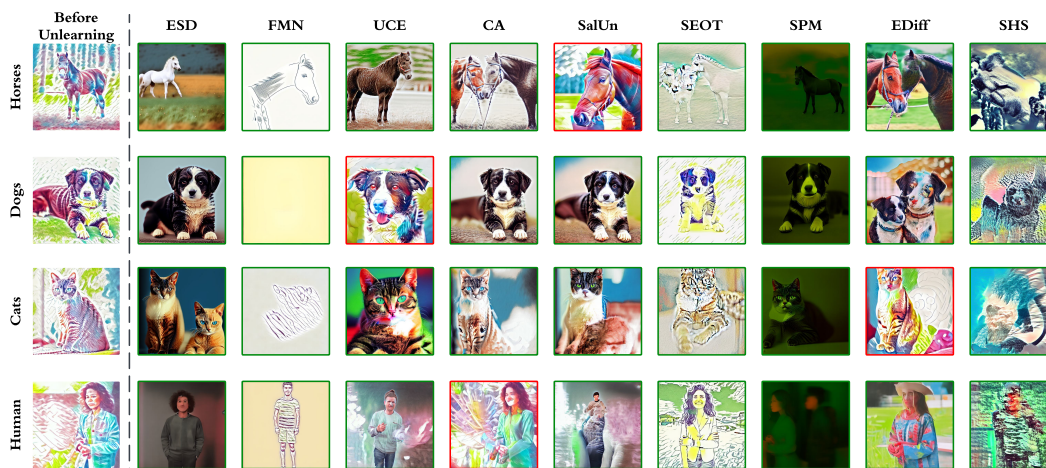 Before
Unlearning
ESD FMN UCE CA SalUn SEOT SPM EDiff SHS
Horses
Dogs
Cats
Human